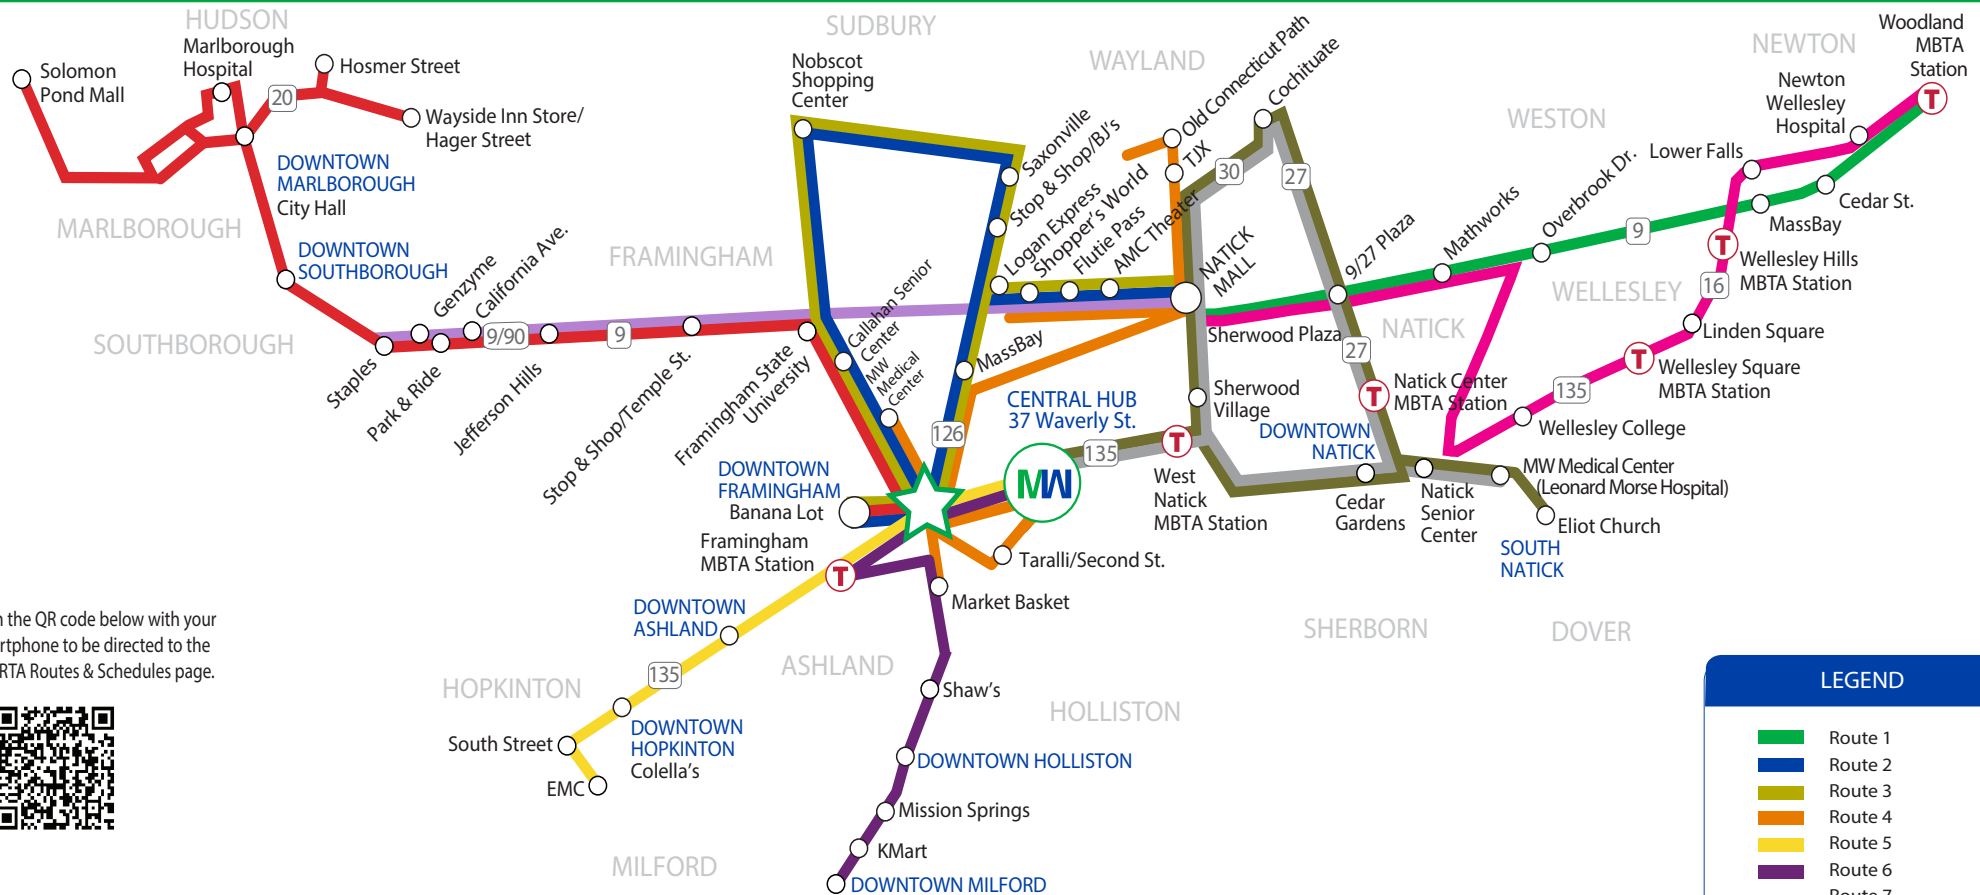 HUDSON
Marlborough
Hospital
Solomon
Pond Mall
20
Hosmer Street
Wayside Inn Store/
Hager Street
DOWNTOWN
MARLBOROUGH
City Hall
MARLBOROUGH
DOWNTOWN
SOUTHBOROUGH
SOUTHBOROUGH
Staples
Genzyme
Park & Ride
California Ave.
9/90
Jefferson Hills
9
Stop & Shop/Temple St.
FRAMINGHAM
Framingham State
University
SUDBURY
Nobscot
Shopping
Center
Callahan Senior
Center
MW
Medical
Center
Saxonville
Stop & Shop/BJ's
Logan Express
Shopper's World
Flutie Pass
AMC Theater
MassBay
126
WAYLAND
Old Connecticut Path
TJX
Cochituate
30
27
NATICK
MALL
Sherwood Plaza
9/27 Plaza
Mathworks
Overbrook Dr.
9
WESTON
NEWTON
Woodland
MBTA
Station
T
Newton
Wellesley
Hospital
Lower Falls
Cedar St.
MassBay
T
Wellesley Hills
MBTA Station
16
WELLESLEY
Linden Square
T
Wellesley Square
MBTA Station
135
Wellesley College
NATICK
27
T
Natick Center
MBTA Station
Sherwood
Village
DOWNTOWN
NATICK
CENTRAL HUB
37 Waverly St.
MW
135
T
West
Natick
MBTA Station
Cedar
Gardens
Natick
Senior
Center
MW Medical Center
(Leonard Morse Hospital)
Eliot Church
SOUTH
NATICK
DOWNTOWN
FRAMINGHAM
Banana Lot
Framingham
MBTA Station
T
Taralli/Second St.
Market Basket
DOWNTOWN
ASHLAND
135
ASHLAND
HOPKINTON
DOWNTOWN
HOPKINTON
Colella's
South Street
EMC
Shaw's
HOLLISTON
DOWNTOWN HOLLISTON
Mission Springs
KMart
MILFORD
DOWNTOWN MILFORD
SHERBORN
DOVER
the QR code below with your
to be directed to the
RTA Routes & Schedules page.
LEGEND
Route 1
Route 2
Route 3
Route 4
Route 5
Route 6
Route 7